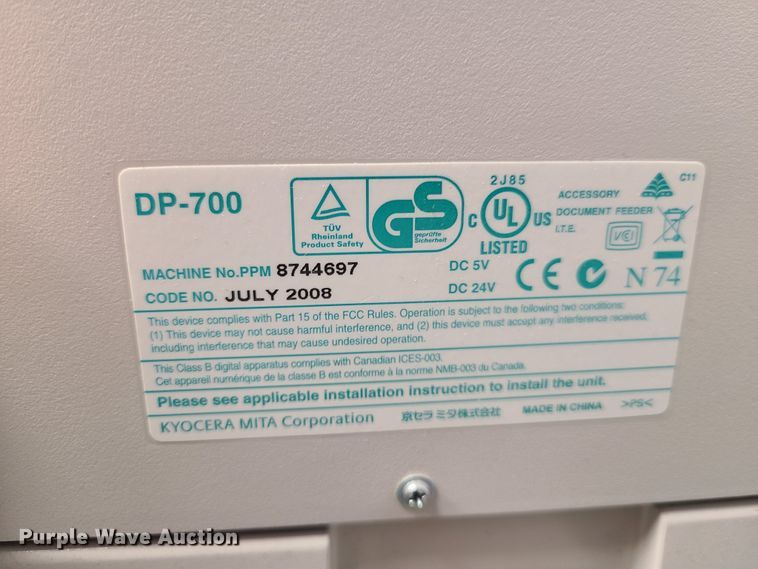 DP-700
TÜV
Rheinland
Product Safety
GS
geprüfte
Sicherheit
2J85
C UL US
LISTED
ACCESSORY
DOCUMENT FEEDER
I.T.E.
C11
VCI
MACHINE No.PPM 8744697
DC 5V
CE
N 74
CODE NO. JULY 2008
DC 24V
This device complies with Part 15 of the FCC Rules. Operation is subject to the following two conditions:
(1) This device may not cause harmful interference, and (2) this device must accept any interference received,
including interference that may cause undesired operation.
This Class B digital apparatus complies with Canadian ICES-003.
Cet appareil numérique de la classe B est conforme à la norme NMB-003 du Canada.
Please see applicable installation instruction to install the unit.
KYOCERA MITA Corporation 京セラミタ株式会社 MADE IN CHINA >PS<
Purple Wave Auction